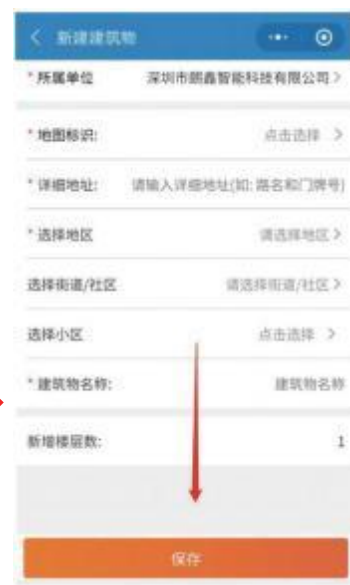 新建建筑物
*所属单位 深圳市鹏鑫智能科技有限公司>
*地图标识: 点击选择 >
*详细地址: 请输入详细地址(如: 路名和门牌号)
*选择地区 请选择地区>
选择街道/社区 请选择街道/社区>
选择小区 点击选择 >
*建筑物名称: 建筑物名称
新增楼层数: 1
保存